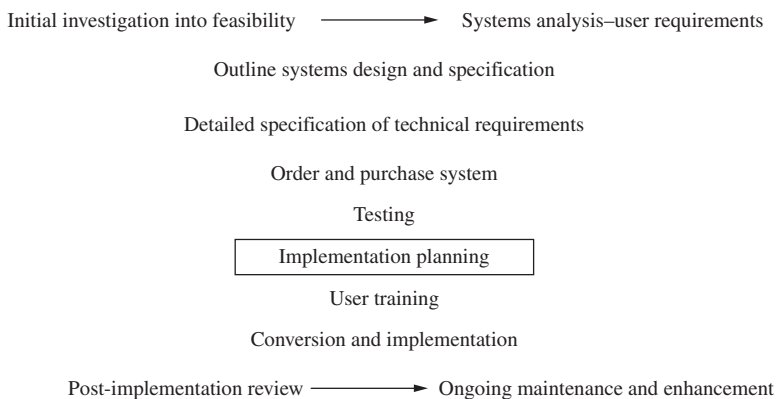 Initial investigation into feasibility Systems analysis–user requirements
Outline systems design and specification
Detailed specification of technical requirements
Order and purchase system
Testing
Implementation planning
User training
Conversion and implementation
Post-implementation review Ongoing maintenance and enhancement